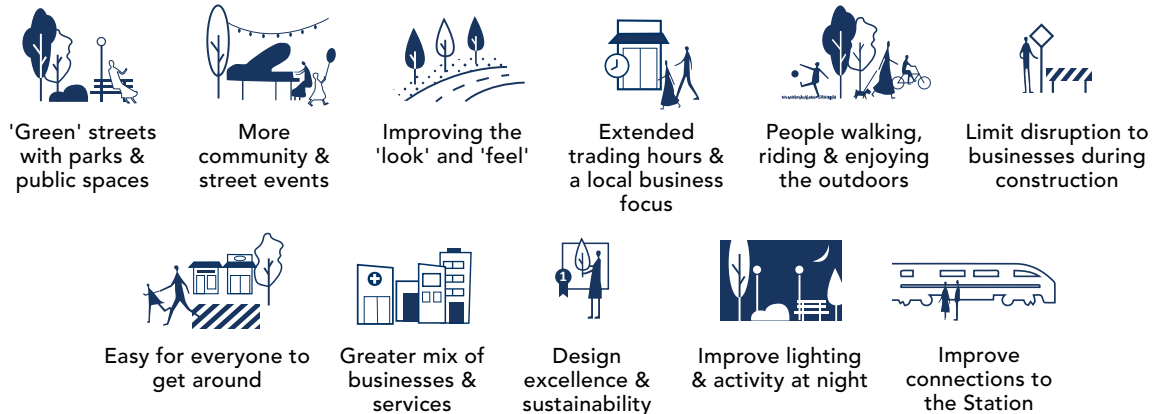 'Green' streets
with parks &
public spaces
More
community &
street events
Improving the
'look' and 'feel'
Extended
trading hours &
a local business
focus
People walking,
riding & enjoying
the outdoors
Limit disruption to
businesses during
construction
Easy for everyone to
get around
Greater mix of
businesses &
services
1
Design
excellence &
sustainability
Improve lighting
& activity at night
Improve
connections to
the Station